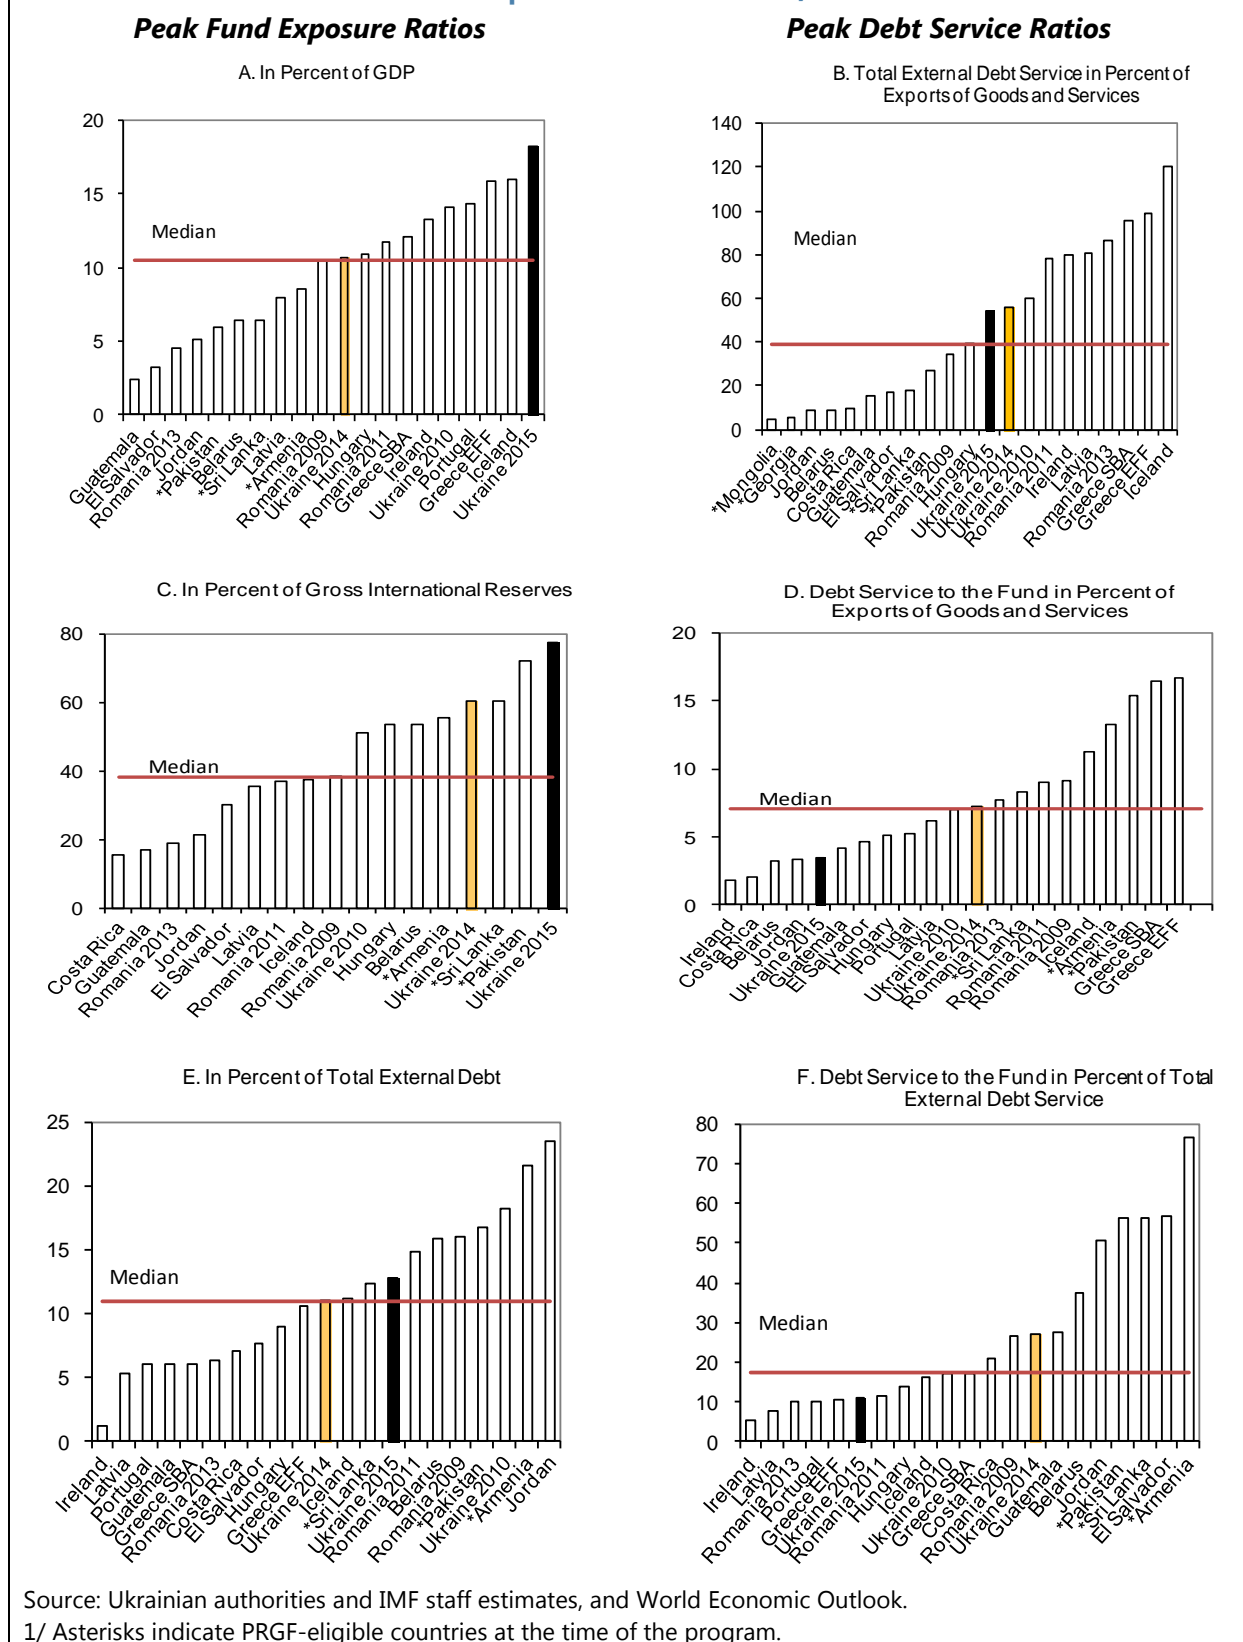 Peak Fund Exposure Ratios
Peak Debt Service Ratios
A. In Percent of GDP
20
15
10
5
0
Median
Guatemala
El Salvador
Romania 2013
Jordan
*Pakistan
Belarus
*Sri Lanka
Latvia
*Armenia
Romania 2009
Ukraine 2014
Hungary
Romania 2011
Greece SBA
Ireland
Ukraine 2010
Portugal
Greece EFF
Iceland
Ukraine 2015
B. Total External Debt Service in Percent of
Exports of Goods and Services
140
120
100
80
60
40
20
0
Median
*Mongolia
*Georgia
Jordan
Belarus
Costa Rica
Guatemala
El Salvador
*Sri Lanka
*Pakistan
Romania 2009
Hungary
Ukraine 2015
Ukraine 2014
Ukraine 2010
Romania 2011
Ireland
Latvia
Romania 2013
Greece SBA
Greece EFF
Iceland
C. In Percent of Gross International Reserves
80
60
40
20
0
Median
Costa Rica
Guatemala
Romania 2013
Jordan
El Salvador
Latvia
Romania 2011
Iceland
Romania 2009
Ukraine 2010
Hungary
Belarus
*Armenia
Ukraine 2014
*Sri Lanka
*Pakistan
Ukraine 2015
D. Debt Service to the Fund in Percent of
Exports of Goods and Services
20
15
10
5
0
Median
Ireland
Costa Rica
Belarus
Jordan
Ukraine 2015
Guatemala
El Salvador
Hungary
Portugal
Latvia
Ukraine 2010
Ukraine 2014
Romania 2013
*Sri Lanka
Romania 2011
Romania 2009
Iceland
*Armenia
*Pakistan
Greece SBA
Greece EFF
E. In Percent of Total External Debt
25
20
15
10
5
0
Median
Ireland
Latvia
Portugal
Guatemala
Greece SBA
Romania 2013
Costa Rica
El Salvador
Hungary
Greece EFF
Ukraine 2014
Iceland
*Sri Lanka
Ukraine 2015
Romania 2011
Belarus
Romania 2009
*Pakistan
Ukraine 2010
*Armenia
Jordan
F. Debt Service to the Fund in Percent of Total
External Debt Service
80
70
60
50
40
30
20
10
0
Median
Ireland
Latvia
Romania 2013
Portugal
Greece EFF
Ukraine 2015
Romania 2011
Hungary
Iceland
Ukraine 2010
Greece SBA
Costa Rica
Romania 2009
Ukraine 2014
Guatemala
Belarus
Jordan
*Pakistan
*Sri Lanka
El Salvador
*Armenia
Source: Ukrainian authorities and IMF staff estimates, and World Economic Outlook.
1/ Asterisks indicate PRGF-eligible countries at the time of the program.